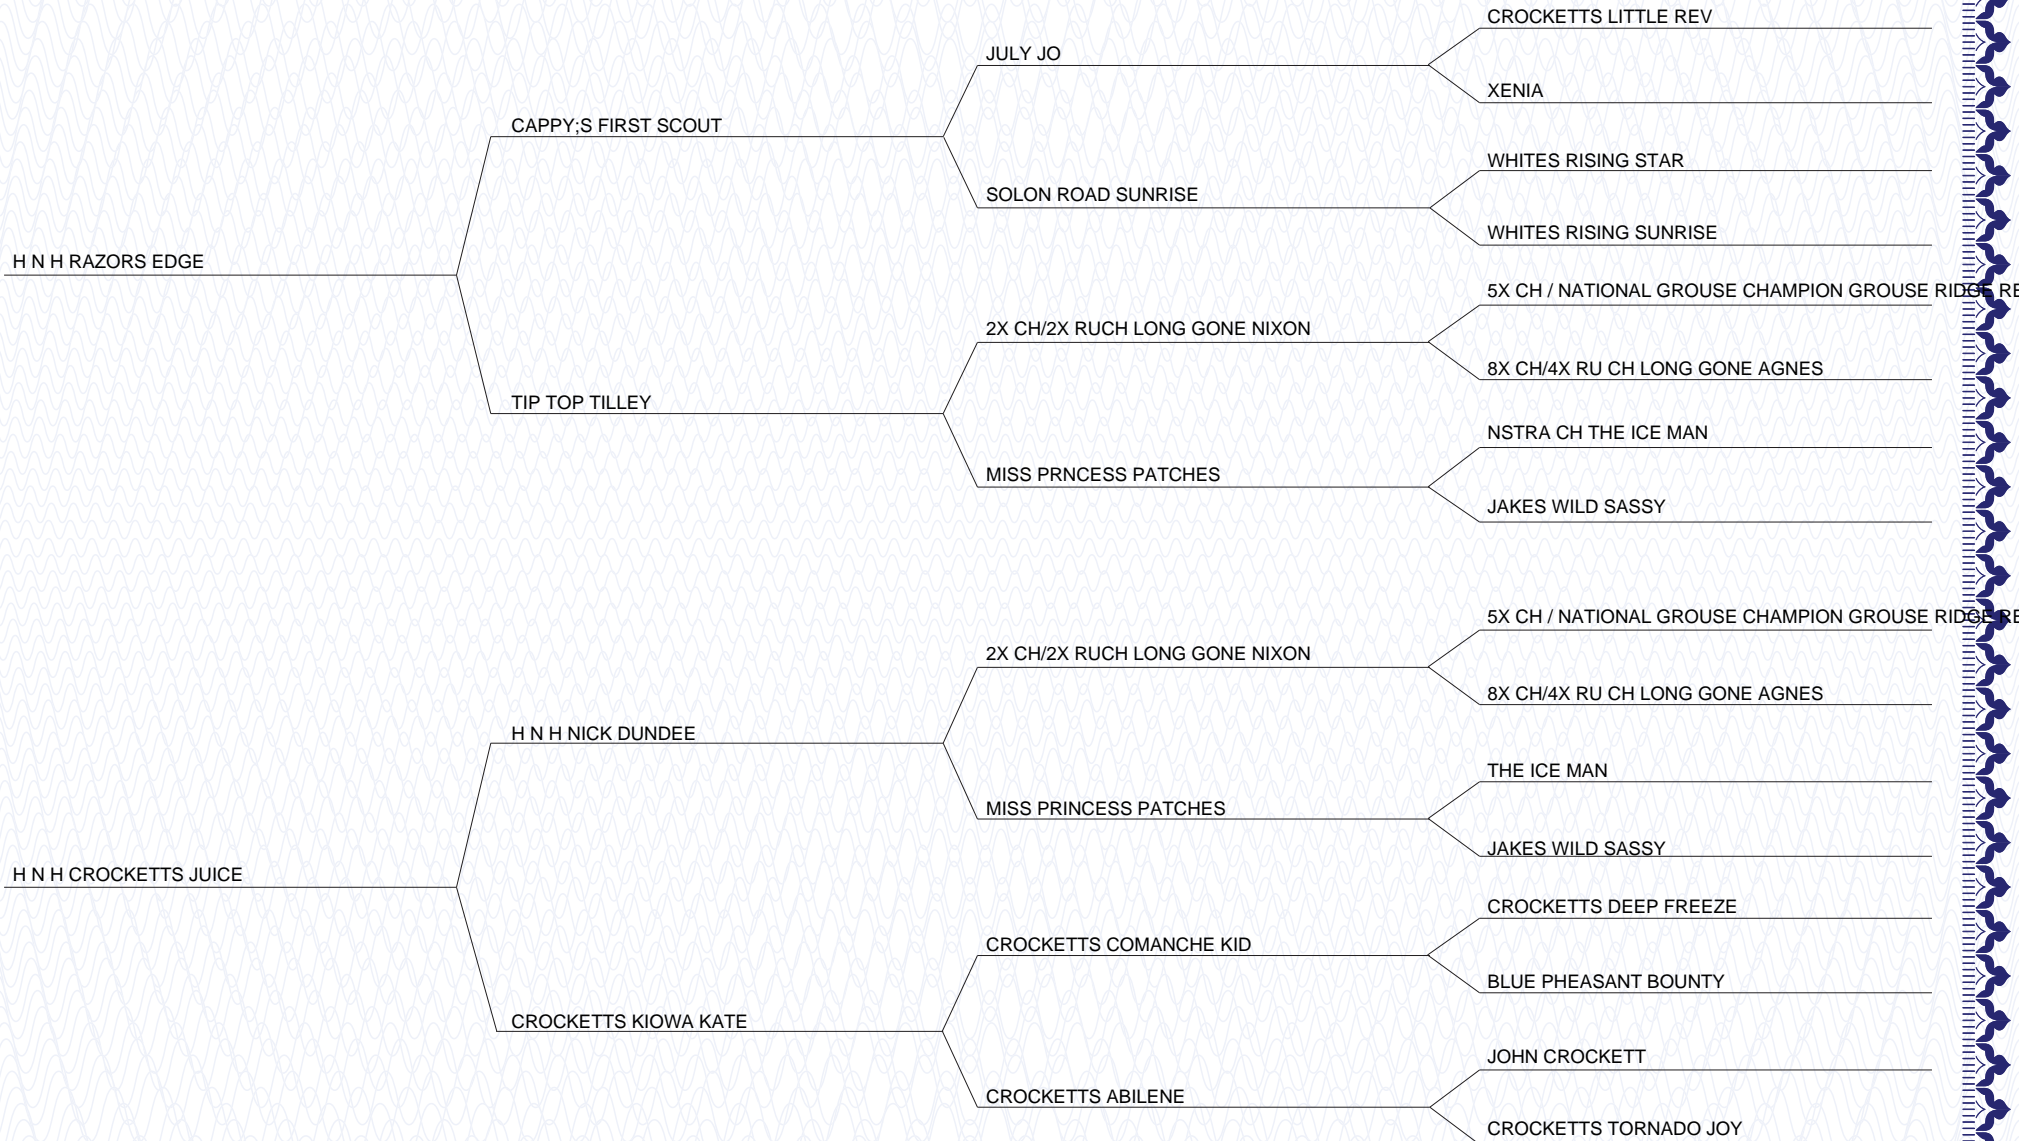 CROCKETTS LITTLE REV
JULY JO
XENIA
CAPPY;S FIRST SCOUT
WHITES RISING STAR
SOLON ROAD SUNRISE
WHITES RISING SUNRISE
H N H RAZORS EDGE
5X CH / NATIONAL GROUSE CHAMPION GROUSE RIDGE RE
2X CH/2X RUCH LONG GONE NIXON
8X CH/4X RU CH LONG GONE AGNES
TIP TOP TILLEY
NSTRA CH THE ICE MAN
MISS PRNCESS PATCHES
JAKES WILD SASSY
5X CH / NATIONAL GROUSE CHAMPION GROUSE RIDGE RE
2X CH/2X RUCH LONG GONE NIXON
8X CH/4X RU CH LONG GONE AGNES
H N H NICK DUNDEE
THE ICE MAN
MISS PRINCESS PATCHES
JAKES WILD SASSY
H N H CROCKETTS JUICE
CROCKETTS DEEP FREEZE
CROCKETTS COMANCHE KID
BLUE PHEASANT BOUNTY
CROCKETTS KIOWA KATE
JOHN CROCKETT
CROCKETTS ABILENE
CROCKETTS TORNADO JOY